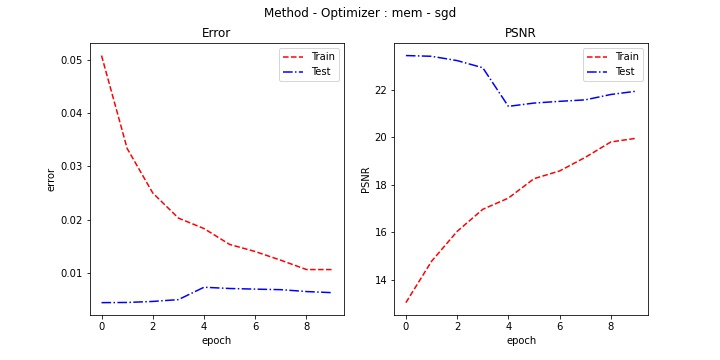 Method - Optimizer : mem - sgd
Error
Train
Test
0.05
0.04
0.03
0.02
0.01
error
0 2 4 6 8
epoch
PSNR
Train
Test
22
20
18
16
14
PSNR
0 2 4 6 8
epoch